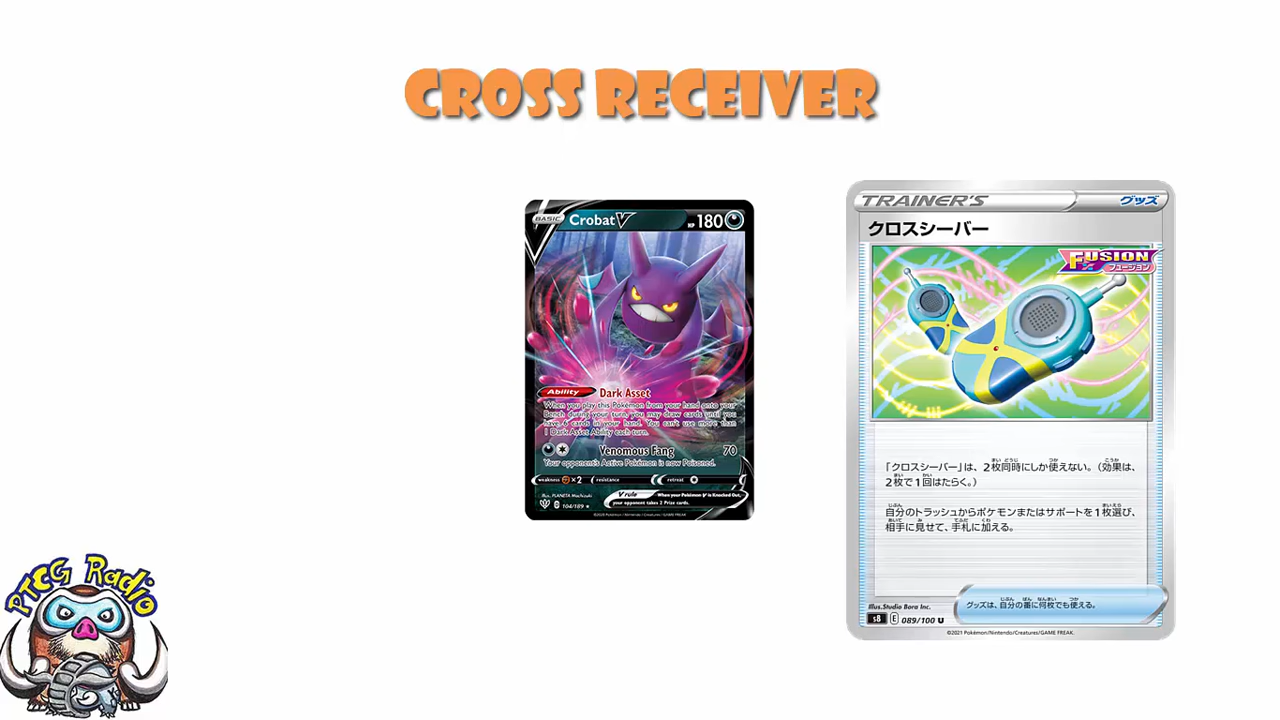 CROSS RECEIVER
BASIC Crobat V HP 180
Ability Dark Asset
When you play this Pokémon from your hand onto your
Bench during your turn, you may draw cards until you
have 6 cards in your hand. You can't use more than
1 Dark Asset Ability each turn.
Venomous Fang 70
Your opponent's Active Pokémon is now Poisoned.
weakness ×2 resistance retreat
Illus. PLANETA Mochizuki
V rule When your Pokémon V is Knocked Out,
your opponent takes 2 Prize cards.
104/189 ★
©2020 Pokémon / Nintendo / Creatures / GAME FREAK
TRAINER'S グッズ
クロスシーバー
FUSION
フュージョン
「クロスシーバー」は、2枚同時にしか使えない。(効果は、
2枚で1回はたらく。)
自分のトラッシュからポケモンまたはサポートを1枚選び、
相手に見せて、手札に加える。
Illus.Studio Bora Inc.
グッズは、自分の番に何枚でも使える。
s8 E 089/100 U
©2021 Pokémon/Nintendo/Creatures/GAME FREAK.
PTCG Radio